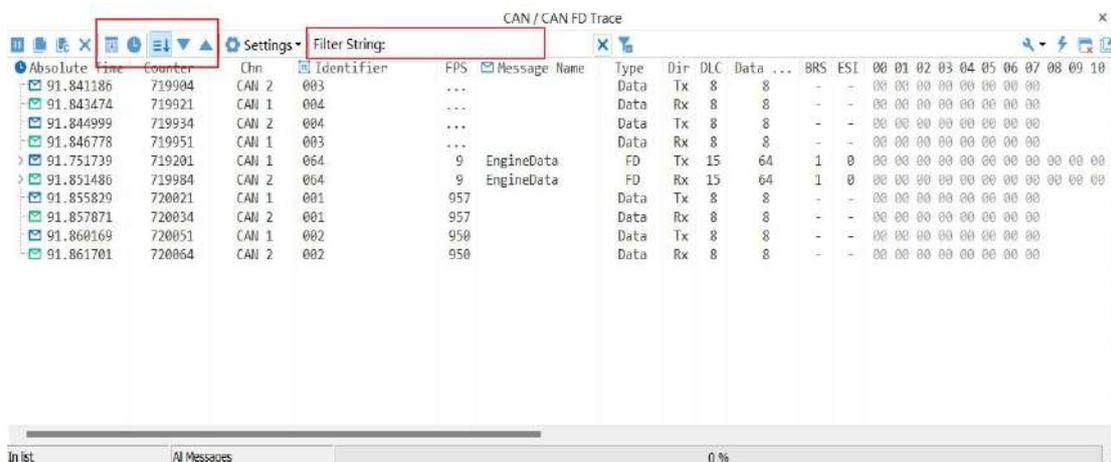 CAN / CAN FD Trace
Settings Filter String:
Absolute Time Counter Chn Identifier FPS Message Name Type Dir DLC Data ... BRS ESI 00 01 02 03 04 05 06 07 08 09 10
91.841186 719904 CAN 2 003 ... Data Tx 8 8 - - 00 00 00 00 00 00 00 00
91.843474 719921 CAN 1 004 ... Data Rx 8 8 - - 00 00 00 00 00 00 00 00
91.844999 719934 CAN 2 004 ... Data Tx 8 8 - - 00 00 00 00 00 00 00 00
91.846778 719951 CAN 1 003 ... Data Rx 8 8 - - 00 00 00 00 00 00 00 00
91.751739 719201 CAN 1 064 9 EngineData FD Tx 15 64 1 0 00 00 00 00 00 00 00 00 00 00 00
91.851486 719984 CAN 2 064 9 EngineData FD Rx 15 64 1 0 00 00 00 00 00 00 00 00 00 00 00
91.855829 720021 CAN 1 001 957 Data Tx 8 8 - - 00 00 00 00 00 00 00 00
91.857871 720034 CAN 2 001 957 Data Rx 8 8 - - 00 00 00 00 00 00 00 00
91.860169 720051 CAN 1 002 950 Data Tx 8 8 - - 00 00 00 00 00 00 00 00
91.861701 720064 CAN 2 002 950 Data Rx 8 8 - - 00 00 00 00 00 00 00 00
In list All Messages 0 %